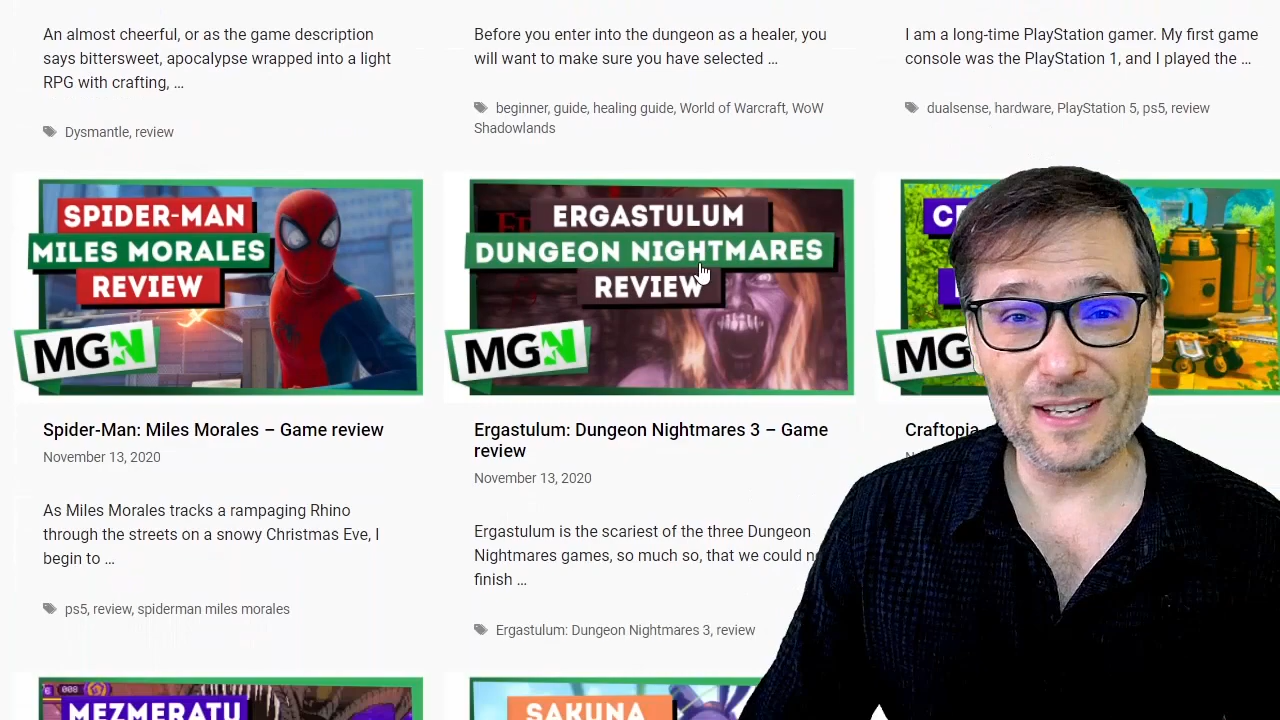 An almost cheerful, or as the game description
says bittersweet, apocalypse wrapped into a light
RPG with crafting, ...
Dysmantle, review
Before you enter into the dungeon as a healer, you
will want to make sure you have selected ...
beginner, guide, healing guide, World of Warcraft, WoW
Shadowlands
I am a long-time PlayStation gamer. My first game
console was the PlayStation 1, and I played the ...
dualsense, hardware, PlayStation 5, ps5, review
SPIDER-MAN
MILES MORALES
REVIEW
MGN
Spider-Man: Miles Morales – Game review
November 13, 2020
As Miles Morales tracks a rampaging Rhino
through the streets on a snowy Christmas Eve, I
begin to ...
ps5, review, spiderman miles morales
ERGASTULUM
DUNGEON NIGHTMARES
REVIEW
MGN
Ergastulum: Dungeon Nightmares 3 – Game
review
November 13, 2020
Ergastulum is the scariest of the three Dungeon
Nightmares games, so much so, that we could
finish ...
Ergastulum: Dungeon Nightmares 3, review
MG
Craftopia
008
MEZMERATU
SAKUNA